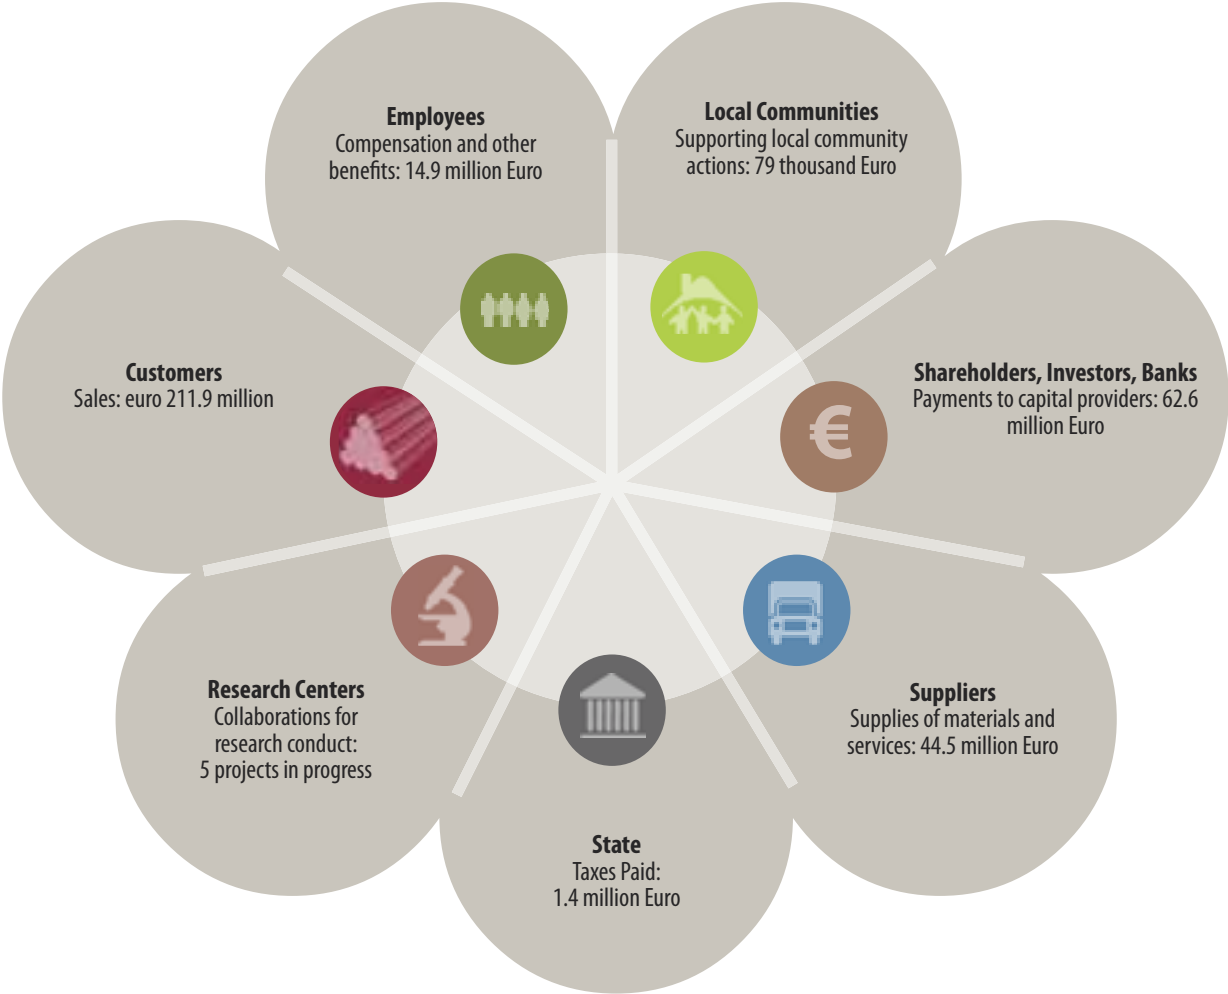 Employees
Compensation and other
benefits: 14.9 million Euro
Local Communities
Supporting local community
actions: 79 thousand Euro
Customers
Sales: euro 211.9 million
Shareholders, Investors, Banks
Payments to capital providers: 62.6
million Euro
€
Research Centers
Collaborations for
research conduct:
5 projects in progress
Suppliers
Supplies of materials and
services: 44.5 million Euro
State
Taxes Paid:
1.4 million Euro